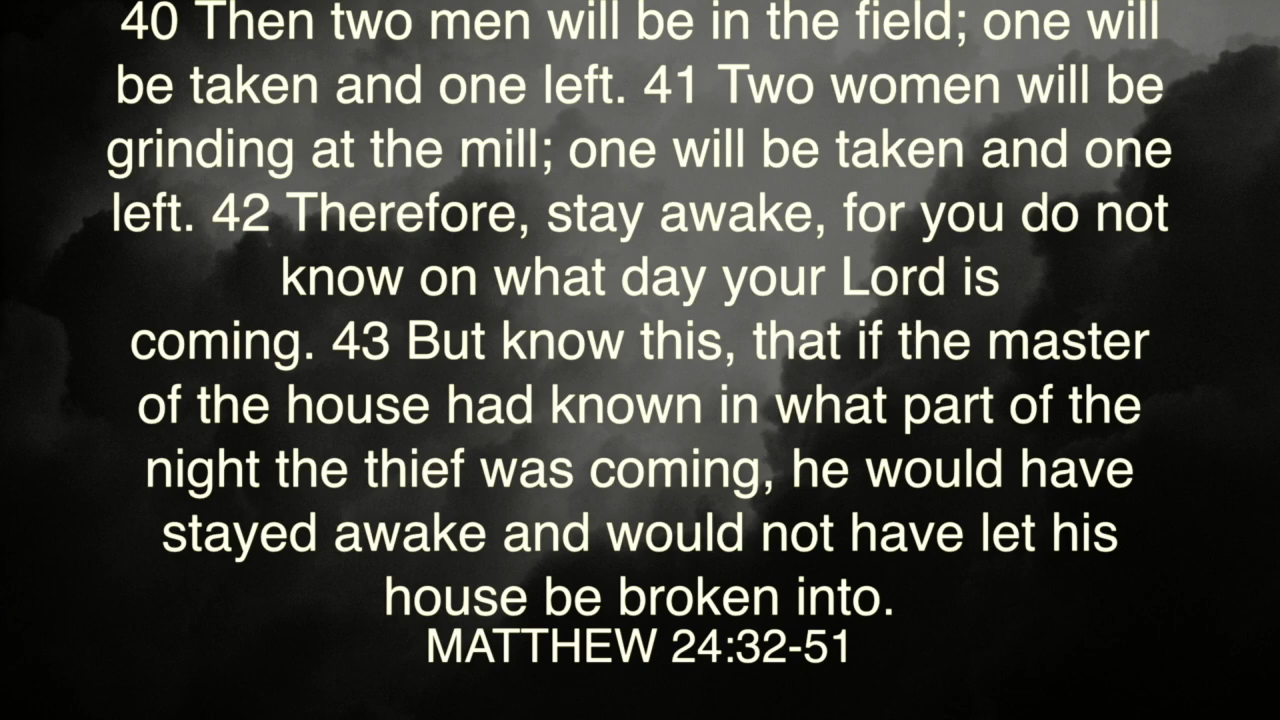 40 Then two men will be in the field; one will
be taken and one left. 41 Two women will be
grinding at the mill; one will be taken and one
left. 42 Therefore, stay awake, for you do not
know on what day your Lord is
coming. 43 But know this, that if the master
of the house had known in what part of the
night the thief was coming, he would have
stayed awake and would not have let his
house be broken into.
MATTHEW 24:32-51